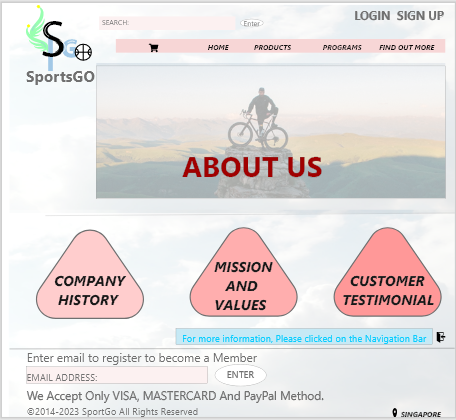 LOGIN SIGN UP
SEARCH:
Enter
HOME PRODUCTS PROGRAMS FIND OUT MORE
SportsGO
ABOUT US
COMPANY
HISTORY
MISSION
AND
VALUES
CUSTOMER
TESTIMONIAL
For more information, Please clicked on the Navigation Bar
Enter email to register to become a Member
EMAIL ADDRESS:
ENTER
We Accept Only VISA, MASTERCARD And PayPal Method.
©2014-2023 SportGo All Rights Reserved
SINGAPORE